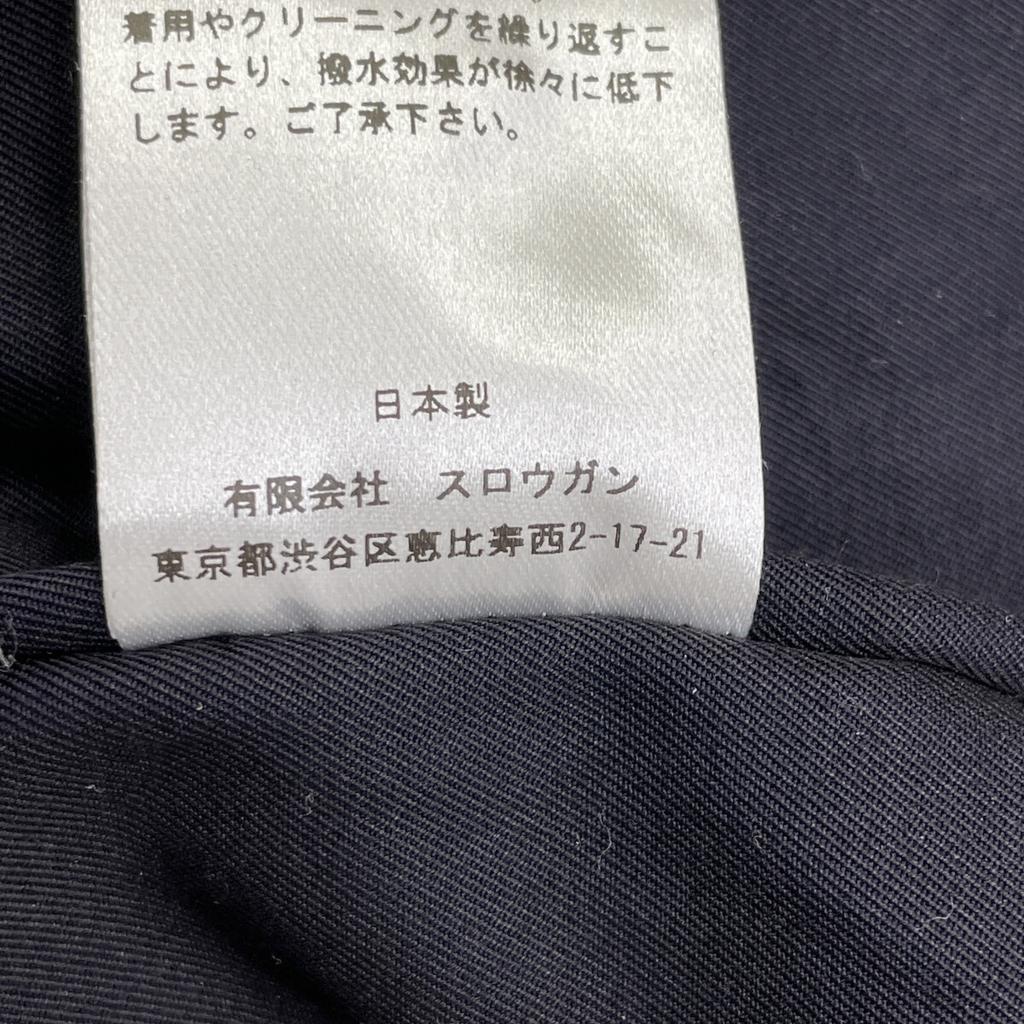 着用やクリーニングを繰り返すこ
とにより、撥水効果が徐々に低下
します。ご了承下さい。
日本製
有限会社　スロウガン
東京都渋谷区恵比寿西2-17-21